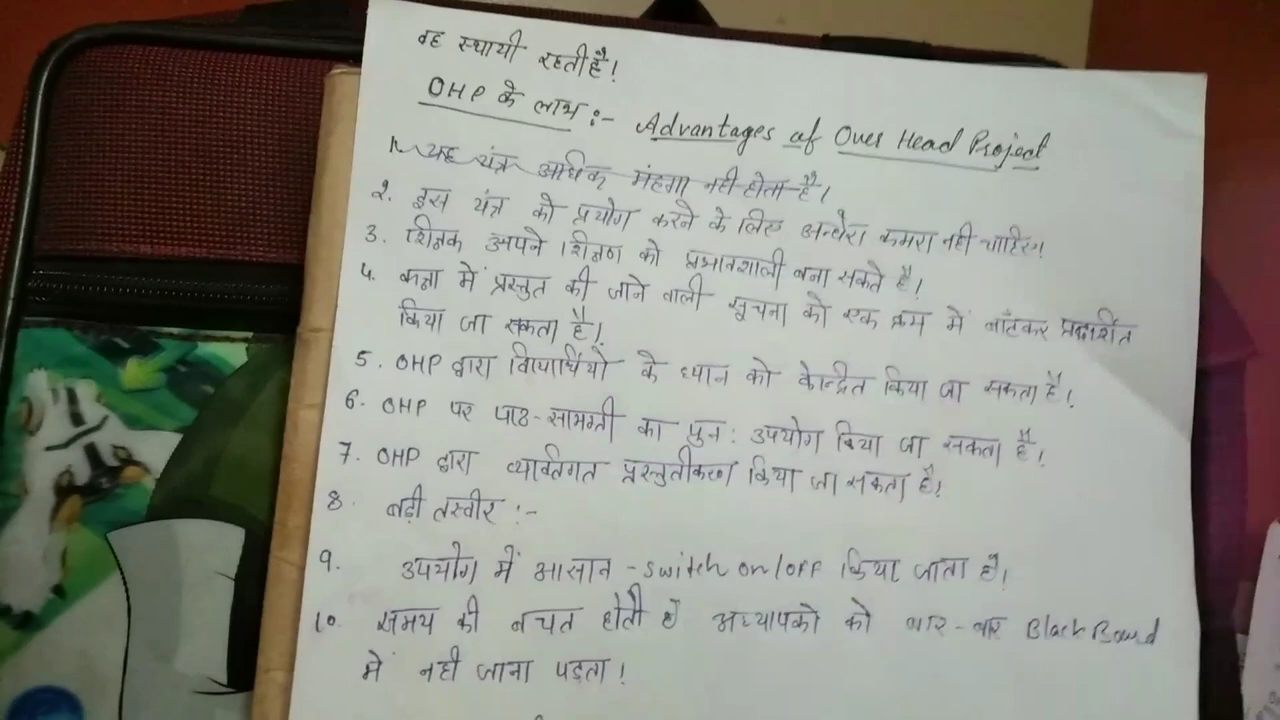 वह स्थायी रहती है!
OHP के लाभ :- Advantages of Over Head Project
1. यह यंत्र अधिक मंहगा नही होता है।
2. इस यंत्र को प्रयोग करने के लिए अन्धेरा कमरा नही चाहिए।
3. शिक्षक अपने शिक्षण को प्रभावशाली बना सकते है।
4. कक्षा में प्रस्तुत की जाने वाली सूचना को एक क्रम में बाँटकर प्रदर्शित
किया जा सकता है।
5. OHP द्वारा विधार्थियो के ध्यान को केन्द्रित किया जा सकता है।
6. OHP पर पाठ-सामग्री का पुन: उपयोग किया जा सकता है।
7. OHP द्वारा व्यक्तिगत प्रस्तुतीकरण किया जा सकता है।
8. बड़ी तस्वीर :-
9. उपयोग में आसान - switch on/off किया जाता है।
10. समय की बचत होती है अध्यापको को बार-बार Black Board
में नही जाना पड़ता!